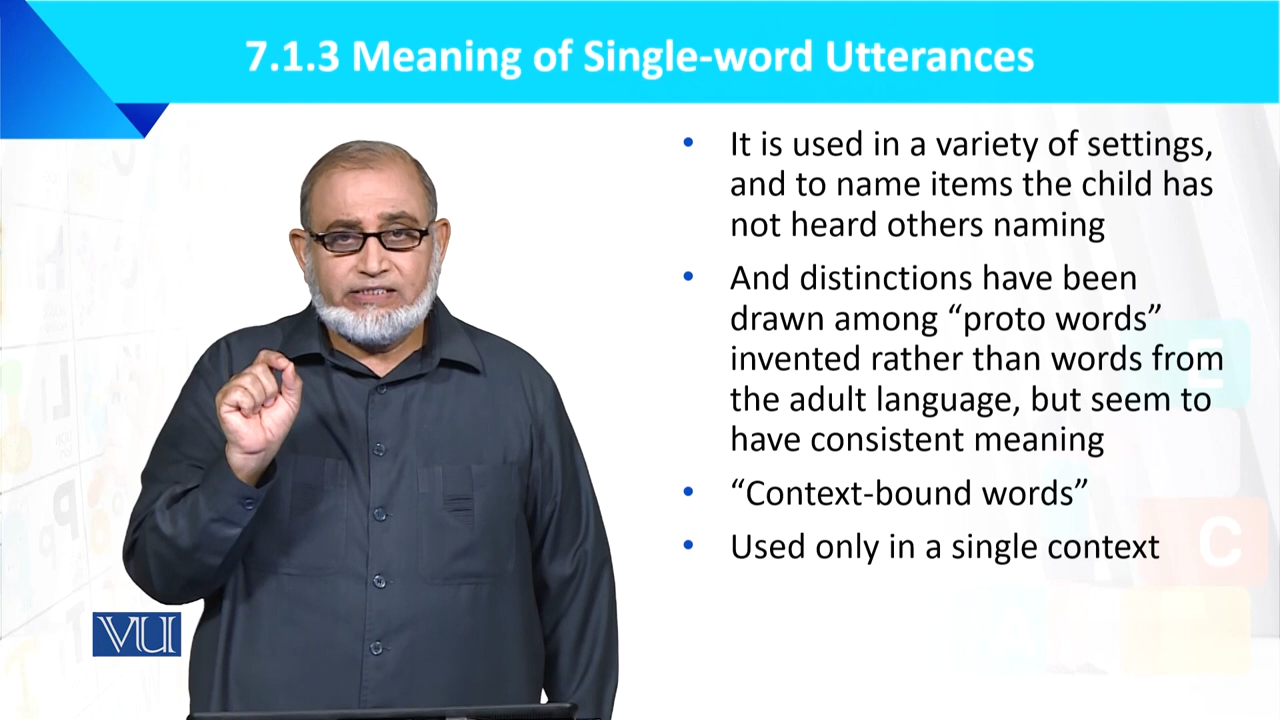 7.1.3 Meaning of Single-word Utterances
• It is used in a variety of settings,
and to name items the child has
not heard others naming
• And distinctions have been
drawn among “proto words”
invented rather than words from
the adult language, but seem to
have consistent meaning
• “Context-bound words”
• Used only in a single context
E
C
VU